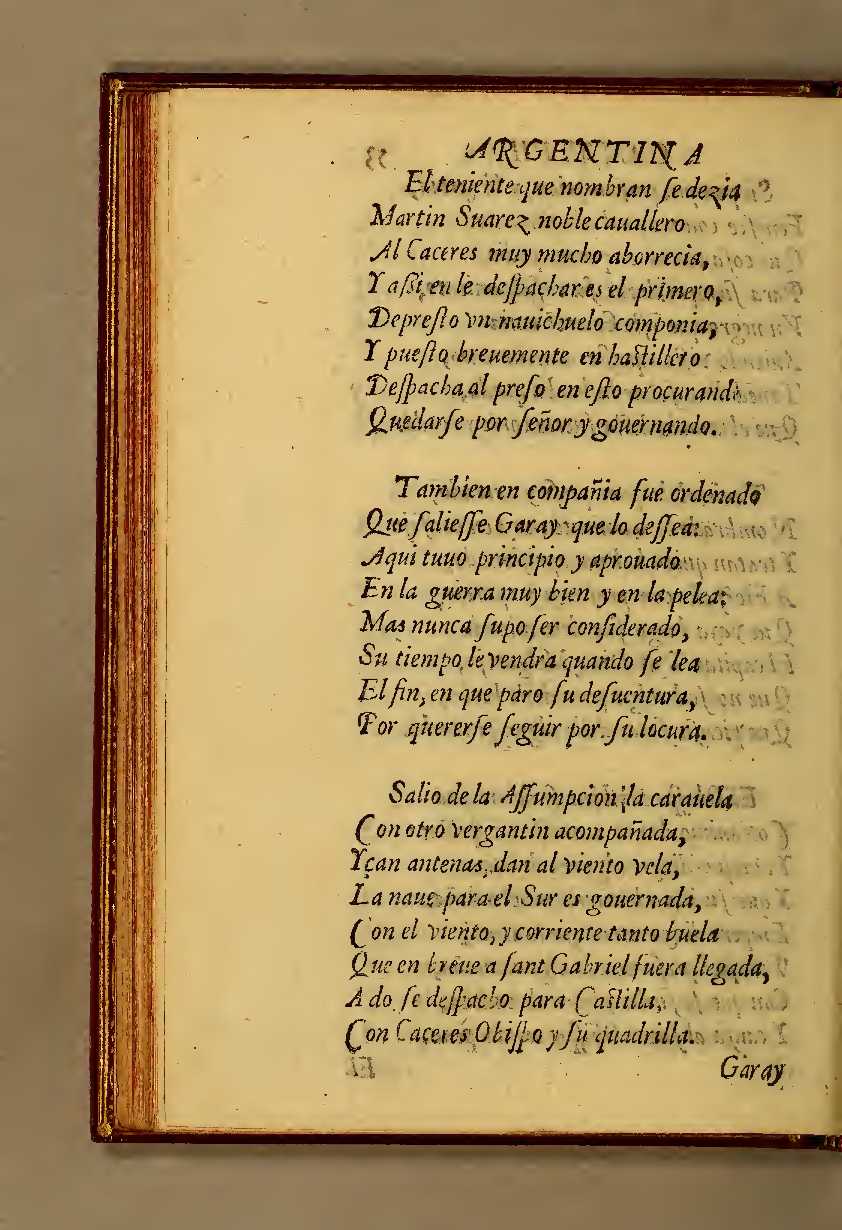 ARGENTINA
El teniente que nombran ſe dezia
Martin Suarez noble cauallero
Al Caceres muy mucho aborrecia,
Y aſsi en le deſpachar es el primero,
De preſto vn nauichuelo componia,
Y pueſto breuemente en haſtillero:
Deſpacha al preſo en eſto procurando
Quedarſe por ſeñor y gouernando.
Tambien en compañia fue ordenado
Que ſalieſſe Garay que lo deſſea:
Aqui tuuo principio y aprouado
En la guerra muy bien y en la pelea;
Mas nunca ſupo ſer conſiderado,
Su tiempo le vendra quando ſe lea
El fin, en que paro ſu deſuentura,
Por quererſe ſeguir por ſu locura.
Salio de la Aſſumpcion la carauela
Con otro vergantin acompañada,
Yçan antenas, dan al viento vela,
La naue para el Sur es gouernada,
Con el viento, y corriente tanto buela
Que en breue a ſant Gabriel fuera llegada,
A do ſe deſpacho para Caſtilla,
Con Caceres Obiſpo y ſu quadrilla.
Garay